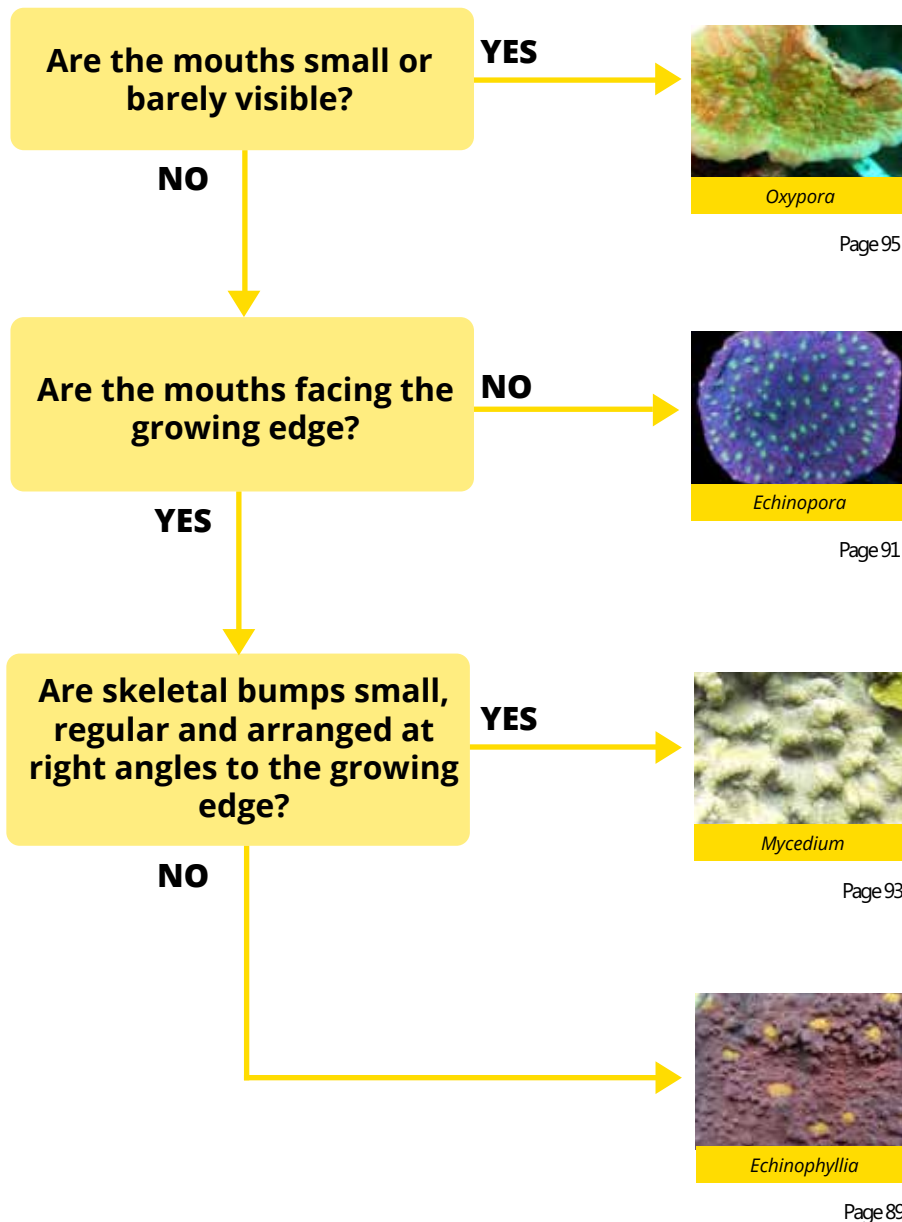 Are the mouths small or
barely visible?
YES
NO
Oxypora
Page 95
Are the mouths facing the
growing edge?
NO
YES
Echinopora
Page 91
Are skeletal bumps small,
regular and arranged at
right angles to the growing
edge?
YES
NO
Mycedium
Page 93
Echinophyllia
Page 89